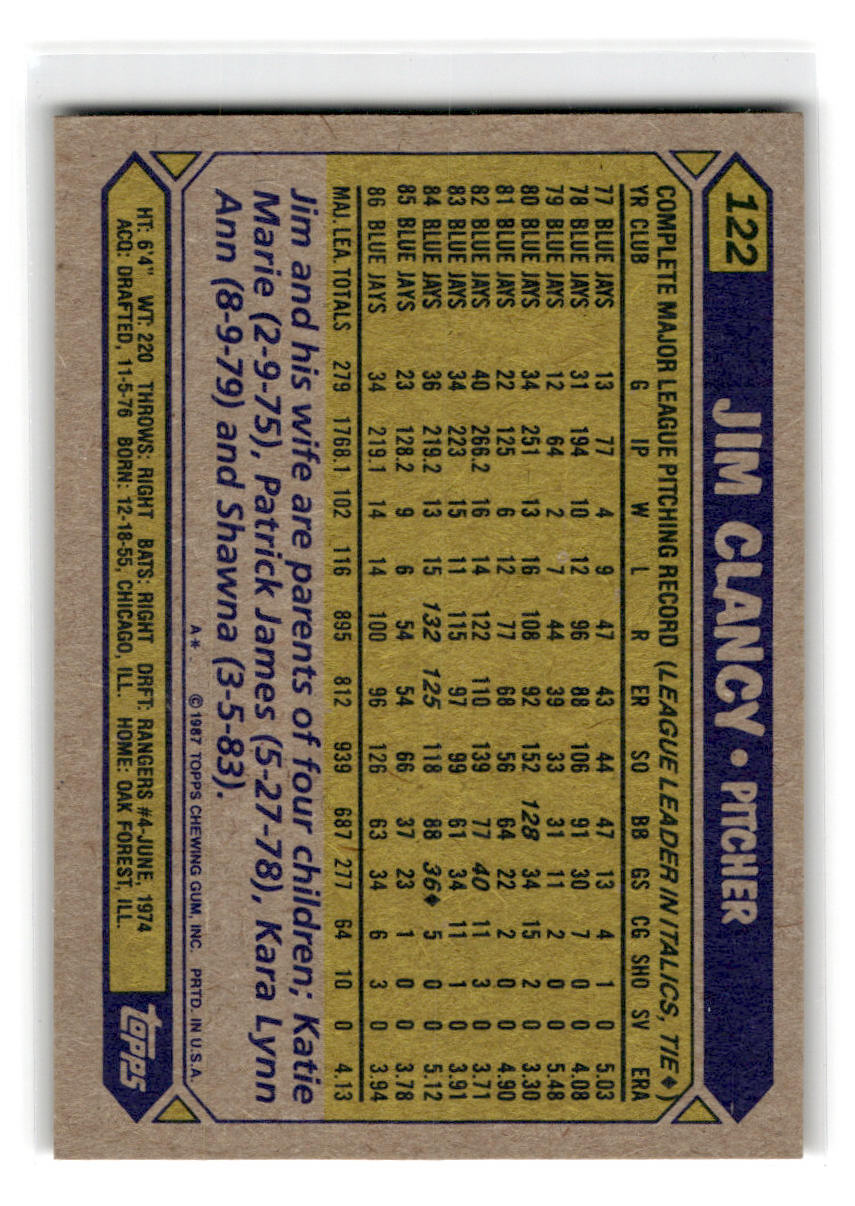 122 JIM CLANCY • PITCHER
COMPLETE MAJOR LEAGUE PITCHING RECORD (LEAGUE LEADER IN ITALICS, TIE ♦)
YR CLUB G IP W L R ER SO BB GS CG SHO SV ERA
77 BLUE JAYS 13 77 4 9 47 43 44 47 13 4 1 0 5.03
78 BLUE JAYS 31 194 10 12 96 88 106 91 30 7 0 0 4.08
79 BLUE JAYS 12 64 2 7 44 39 33 31 11 2 0 0 5.48
80 BLUE JAYS 34 251 13 16 108 92 152 128 34 15 2 0 3.30
81 BLUE JAYS 22 125 6 12 77 68 56 64 22 2 0 0 4.90
82 BLUE JAYS 40 266.2 16 14 122 110 139 77 40 11 3 0 3.71
83 BLUE JAYS 34 223 15 11 115 97 99 61 34 11 1 0 3.91
84 BLUE JAYS 36 219.2 13 15 132 125 118 88 36♦ 5 0 0 5.12
85 BLUE JAYS 23 128.2 9 6 54 54 66 37 23 1 0 0 3.78
86 BLUE JAYS 34 219.1 14 14 100 96 126 63 34 6 3 0 3.94
MAJ. LEA. TOTALS 279 1768.1 102 116 895 812 939 687 277 64 10 0 4.13
Jim and his wife are parents of four children; Katie
Marie (2-9-75), Patrick James (5-27-78), Kara Lynn
Ann (8-9-79) and Shawna (3-5-83).
A* ©1987 TOPPS CHEWING GUM, INC. PRTD. IN U.S.A.
HT: 6'4" WT: 220 THROWS: RIGHT BATS: RIGHT DRFT: RANGERS #4-JUNE, 1974
ACQ: DRAFTED, 11-5-76 BORN: 12-18-55, CHICAGO, ILL. HOME: OAK FOREST, ILL.
topps